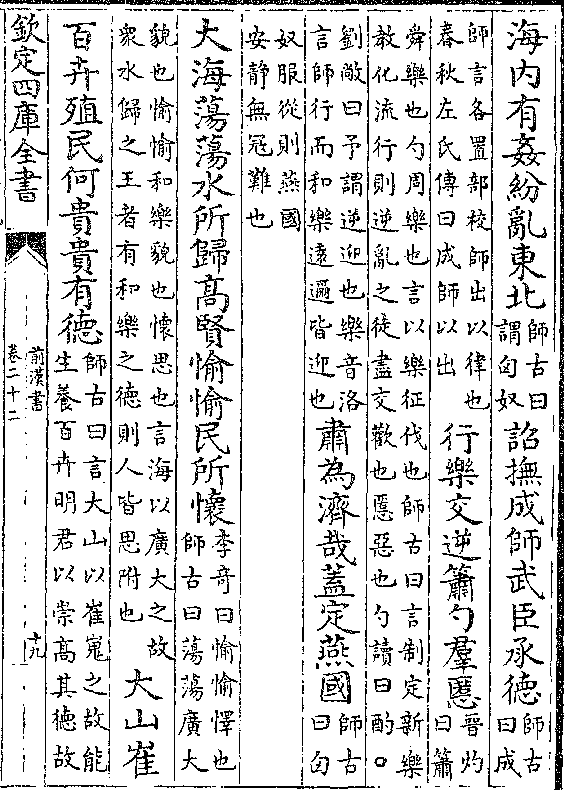 海内有姦紛亂東北
師古曰
謂匈奴
詔撫成師武臣承德
師古
曰成
師言各置部校師出以律也
春秋左氏傳曰成師以出
行樂交逆簫勺羣慝
晉灼
曰簫
舜樂也勺周樂也言以樂征伐也師古曰言制定新樂
教化流行則逆亂之徒盡交歡也慝惡也勺讀曰酌○
劉敞曰予謂逆迎也樂音洛
言師行而和樂遠邇皆迎也
肅為濟哉蓋定燕國
師古
曰匈
奴服從則燕國
安静無冦難也
大海蕩蕩水所歸髙賢愉愉民所懷
李竒曰愉愉懌也
師古曰蕩蕩廣大
貌也愉愉和樂貌也懷思也言海以廣大之故
衆水歸之王者有和樂之德則人皆思附也
大山崔
百卉殖民何貴貴有德
師古曰言大山以崔嵬之故能
生養百卉明君以崇髙其德故
欽定四庫全書
前漢書
卷二十二
十九